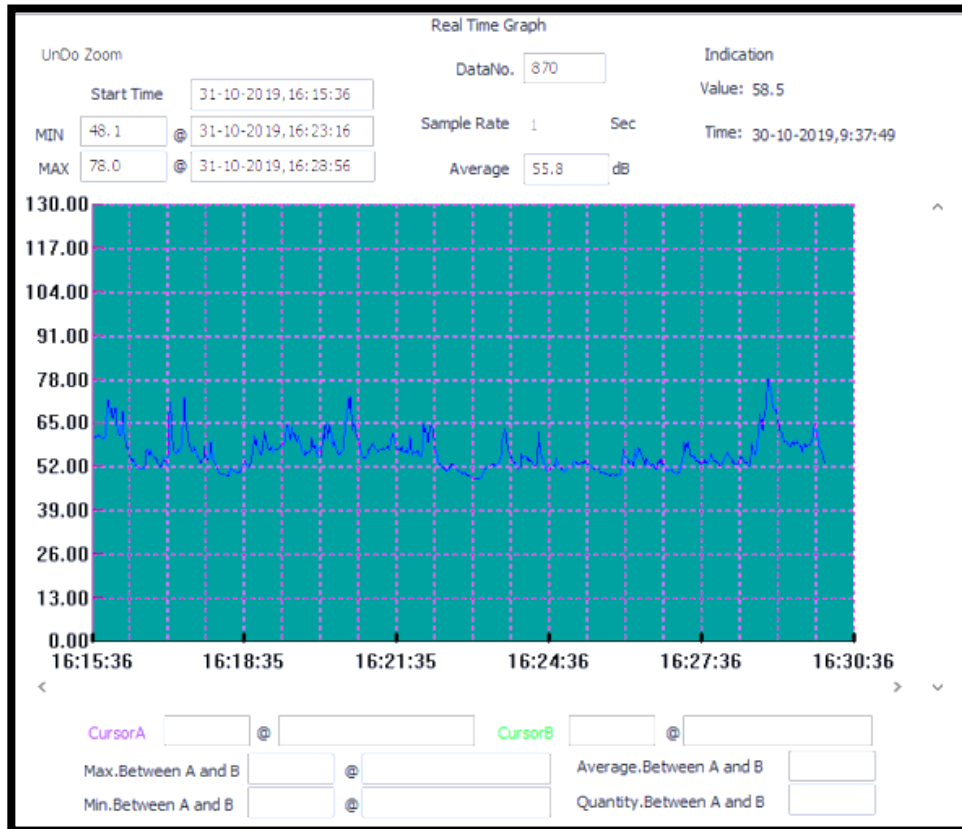 Real Time Graph
UnDo Zoom
DataNo. 870
Indication
Start Time 31-10-2019,16:15:36
Value: 58.5
MIN 48.1 @ 31-10-2019,16:23:16
Sample Rate 1 Sec
Time: 30-10-2019,9:37:49
MAX 78.0 @ 31-10-2019,16:28:56
Average 55.8 dB
130.00
117.00
104.00
91.00
78.00
65.00
52.00
39.00
26.00
13.00
0.00
16:15:36 16:18:35 16:21:35 16:24:36 16:27:36 16:30:36
CursorA @ CursorB @
Max.Between A and B @ Average.Between A and B
Min.Between A and B @ Quantity.Between A and B